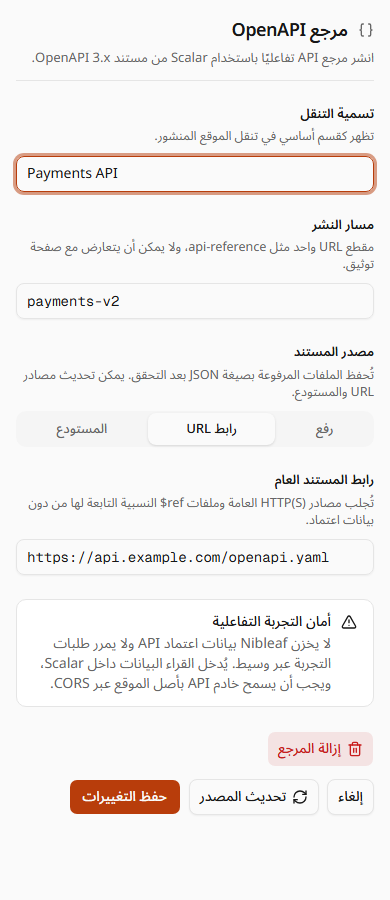 مرجع OpenAPI
انشر مرجع API تفاعليًا باستخدام Scalar من مستند OpenAPI 3.x.
تسمية التنقل
تظهر كقسم أساسي في تنقل الموقع المنشور.
Payments API
مسار النشر
مقطع URL واحد مثل api-reference، ولا يمكن أن يتعارض مع صفحة
توثيق.
payments-v2
مصدر المستند
تُحفظ الملفات المرفوعة بصيغة JSON بعد التحقق. يمكن تحديث مصادر
URL والمستودع.
رفع
رابط URL
المستودع
رابط المستند العام
تُجلب مصادر HTTP(S) العامة وملفات ‎$ref النسبية التابعة لها من دون
بيانات اعتماد.
https://api.example.com/openapi.yaml
أمان التجربة التفاعلية
لا يخزن Nibleaf بيانات اعتماد API ولا يمرر طلبات
التجربة عبر وسيط. يُدخل القراء البيانات داخل Scalar،
ويجب أن يسمح خادم API بأصل الموقع عبر CORS.
إزالة المرجع
إلغاء
تحديث المصدر
حفظ التغييرات